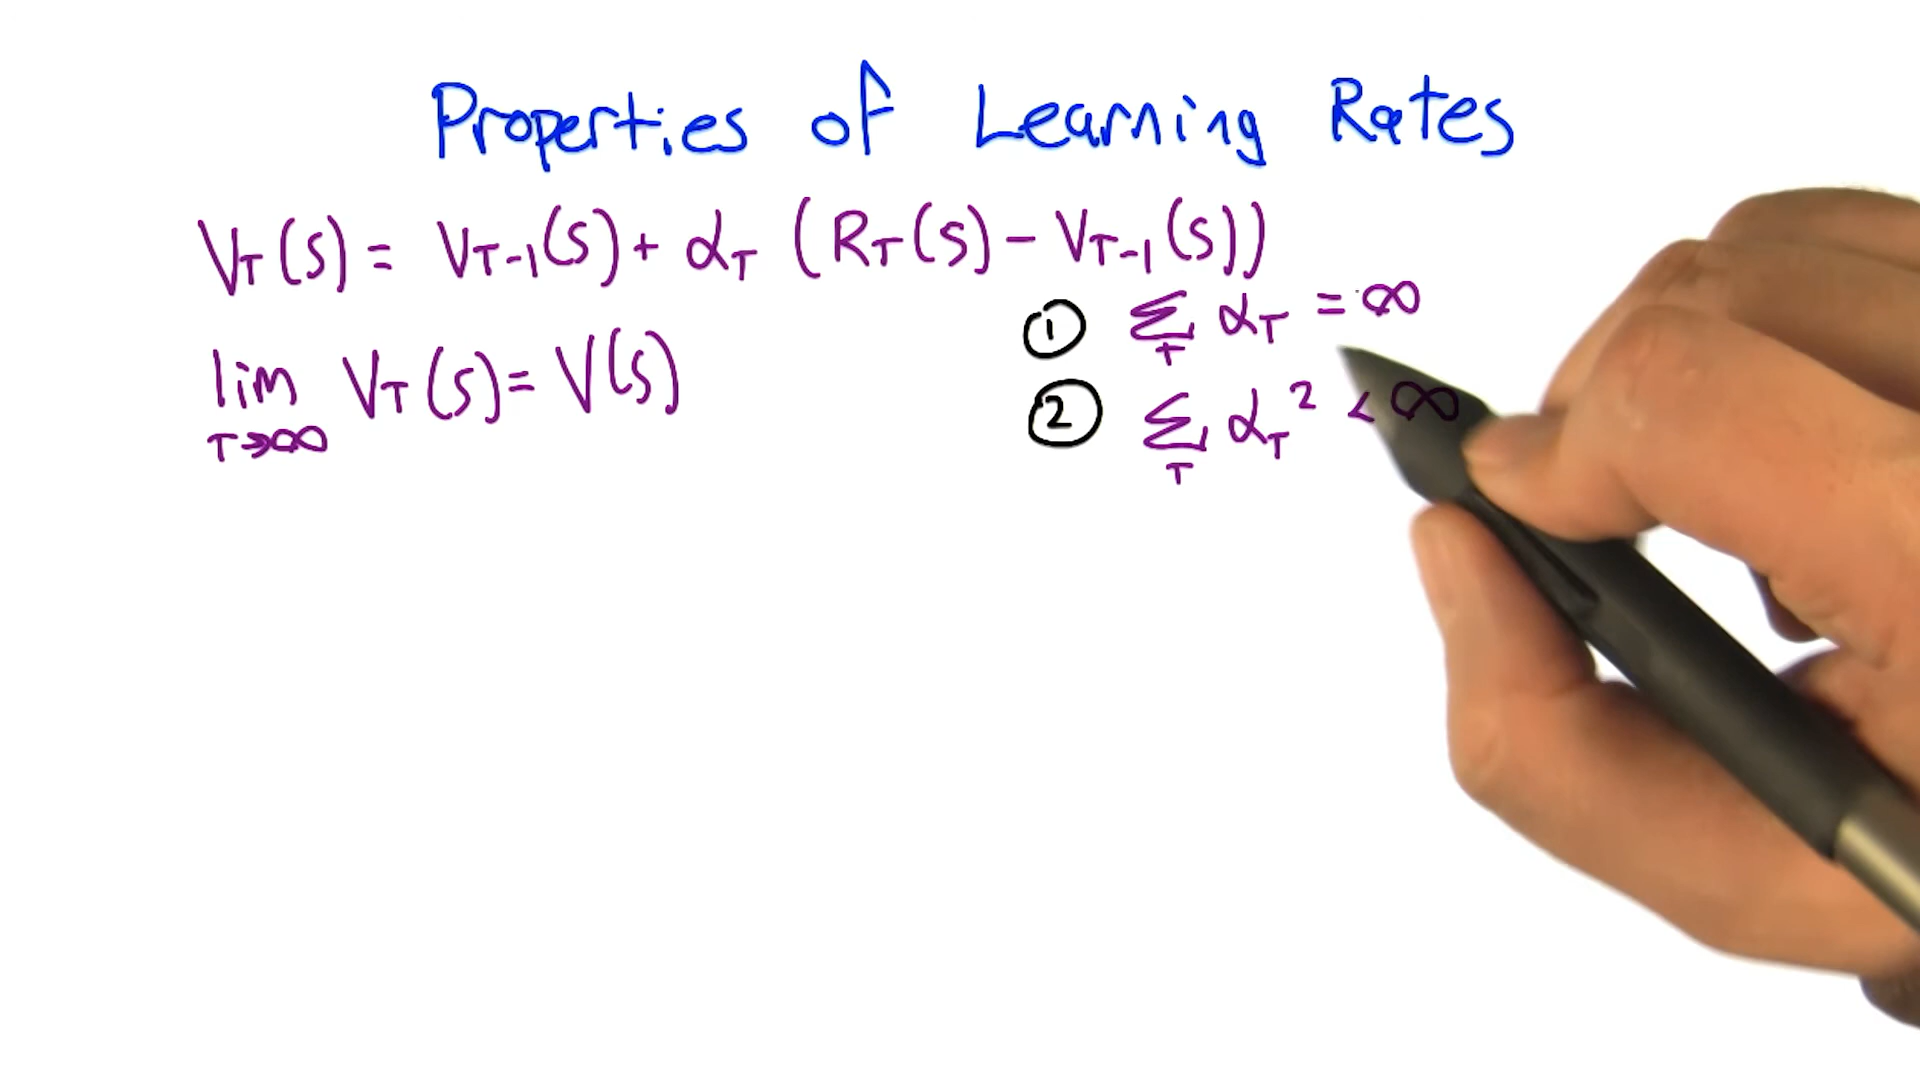 Properties of Learning Rates
V_T(S) = V_{T-1}(S) + α_T (R_T(S) - V_{T-1}(S))
lim_{T→∞} V_T(S) = V(S)
① Σ_T α_T = ∞
② Σ_T α_T² < ∞